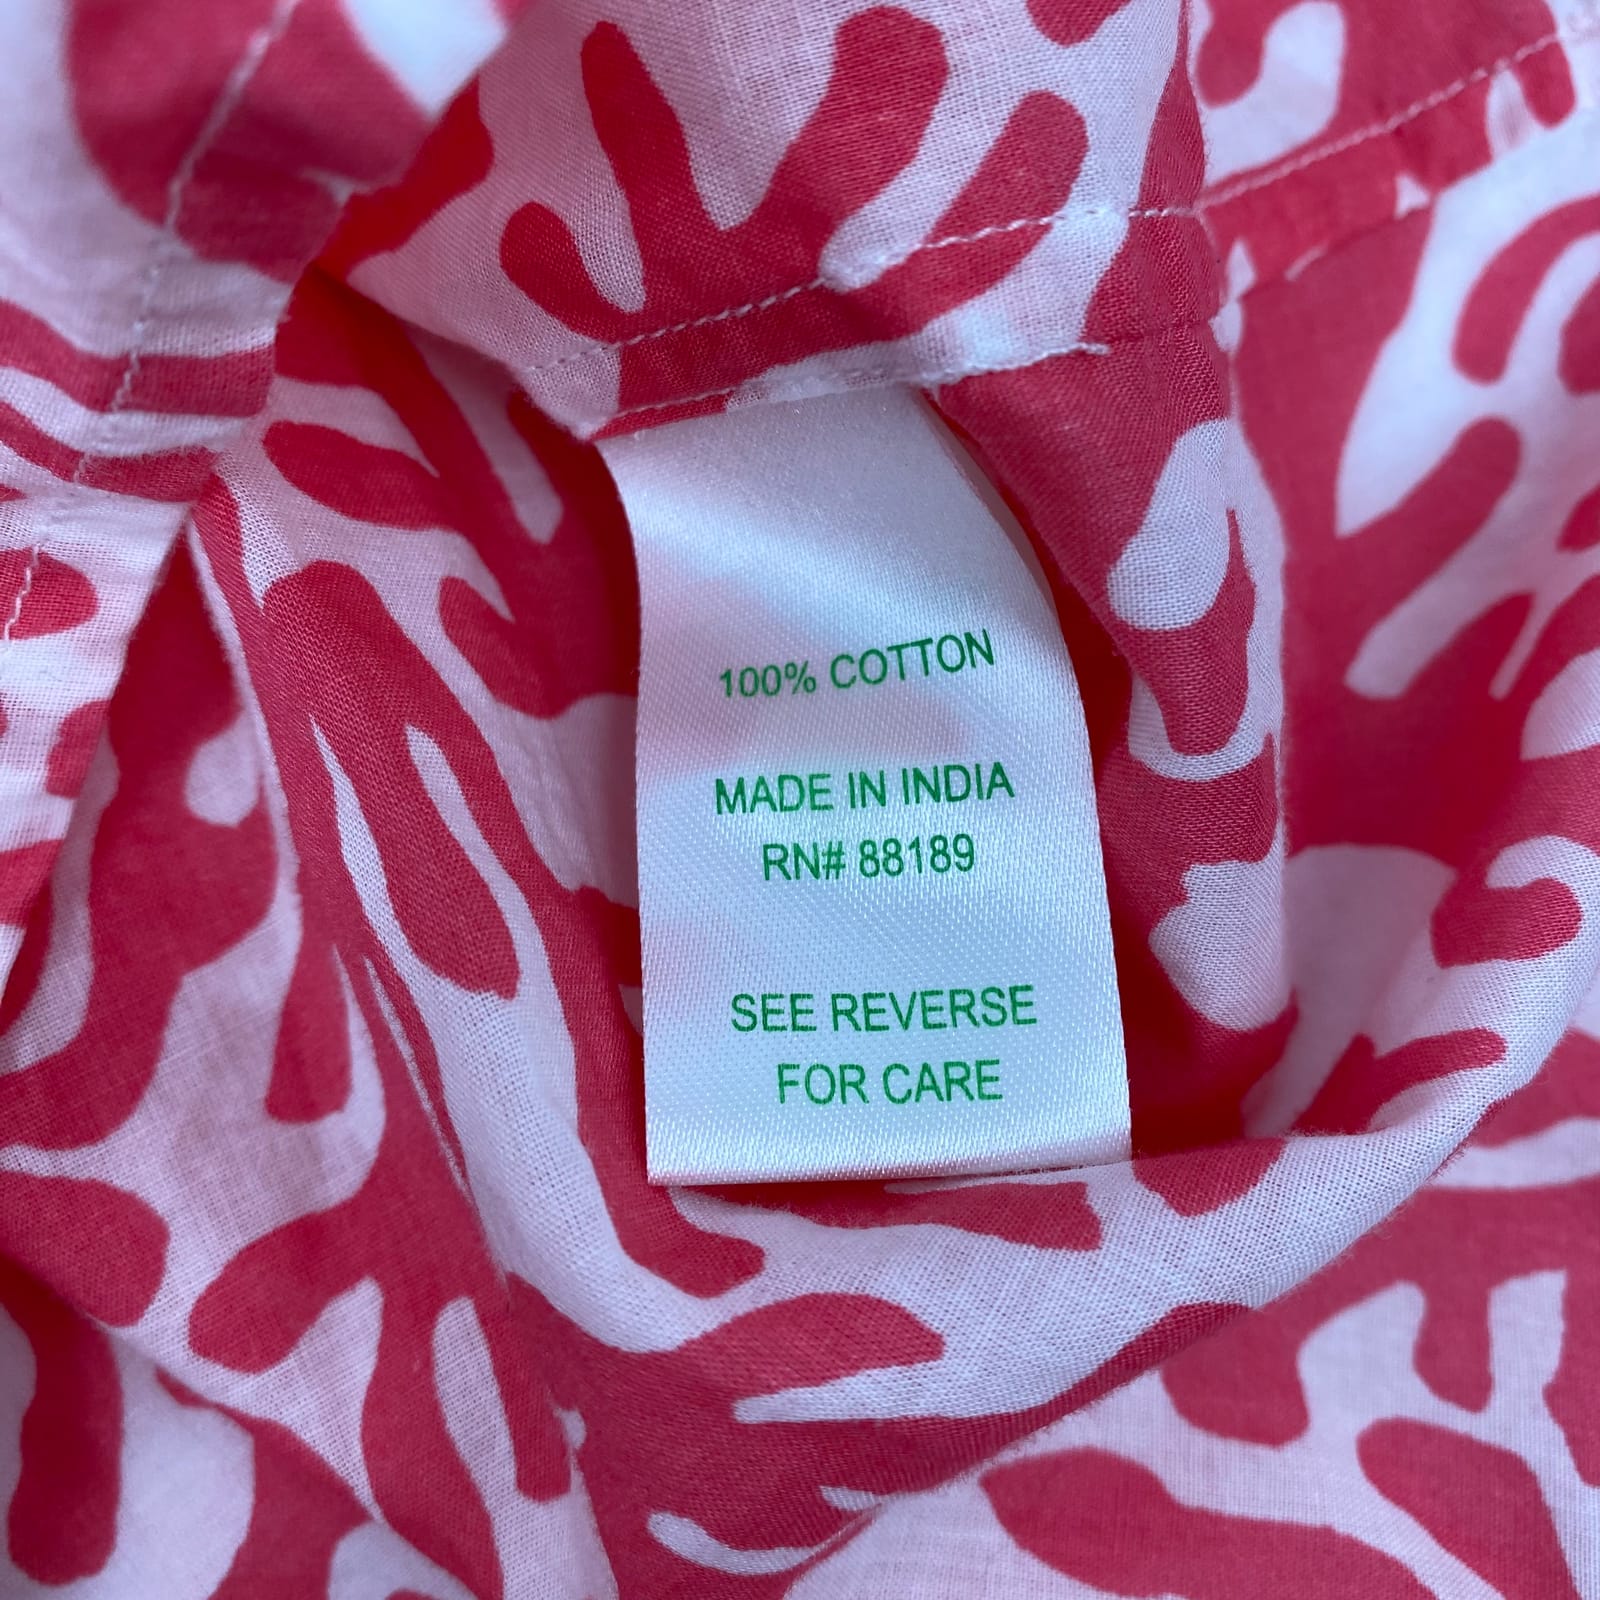 100% COTTON
MADE IN INDIA
RN# 88189
SEE REVERSE
FOR CARE